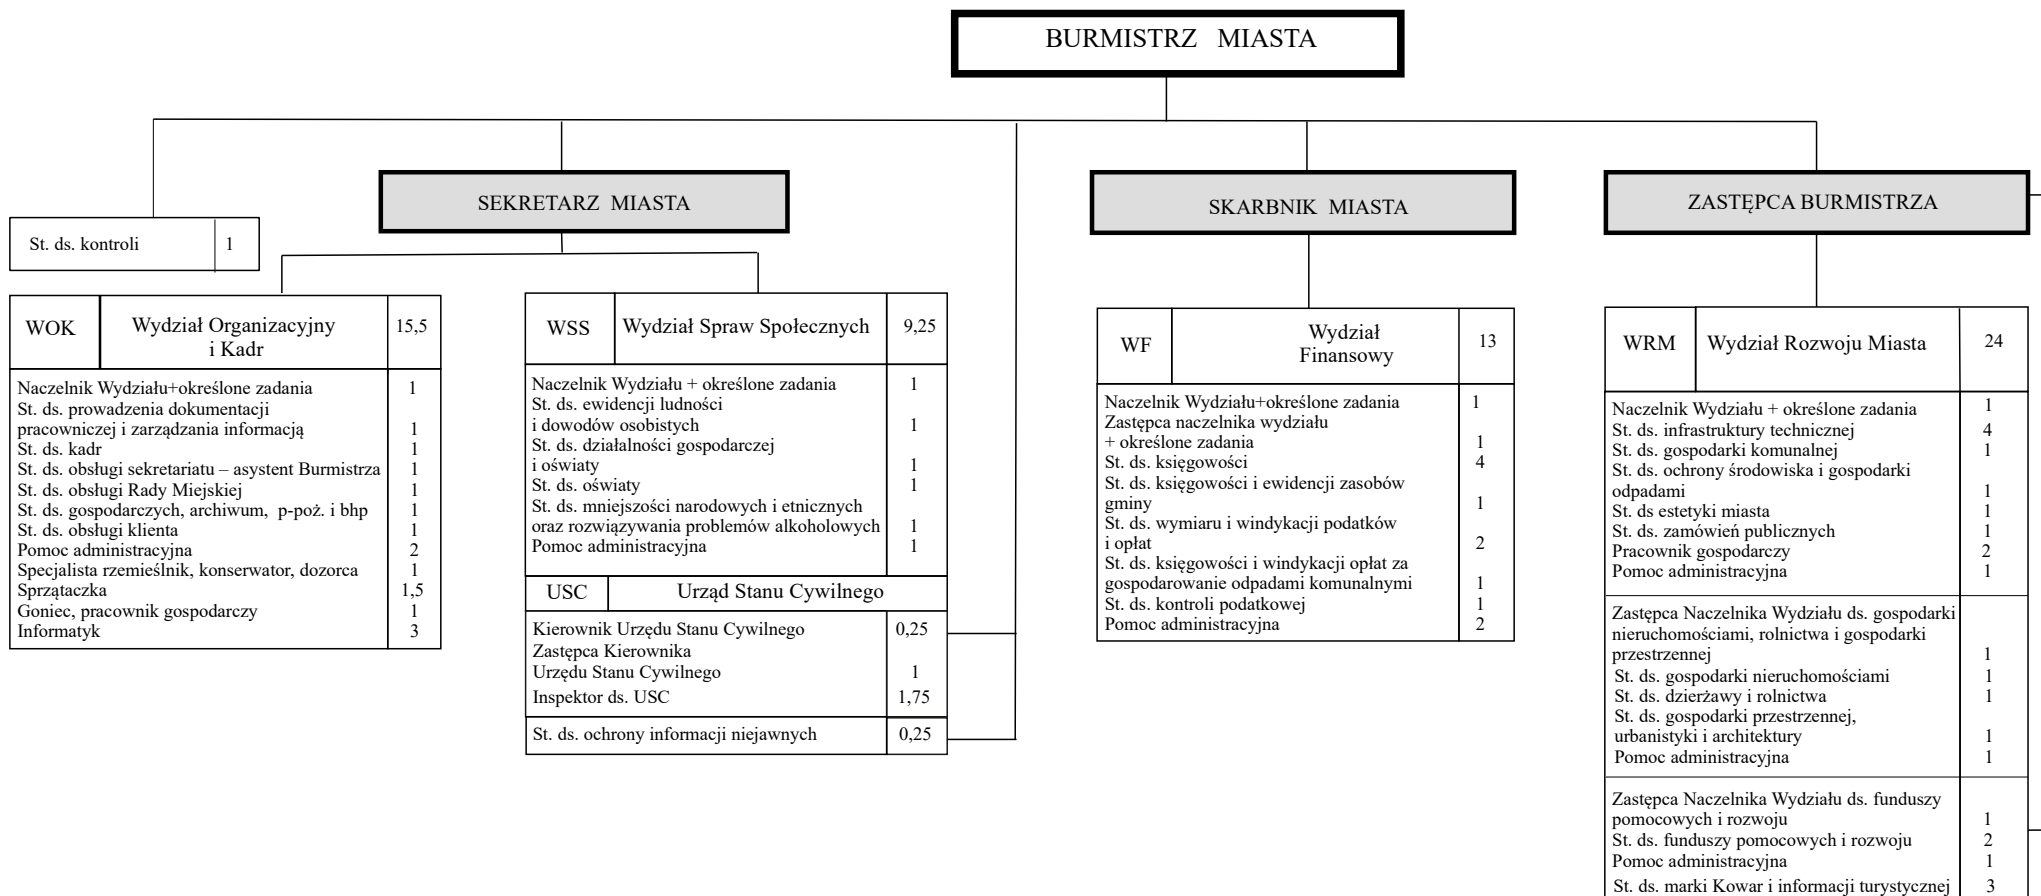 BURMISTRZ MIASTA
SEKRETARZ MIASTA
SKARBNIK MIASTA
ZASTĘPCA BURMISTRZA
St. ds. kontroli 1
WOK Wydział Organizacyjny 15,5
i Kadr
Naczelnik Wydziału+określone zadania 1
St. ds. prowadzenia dokumentacji
pracowniczej i zarządzania informacją 1
St. ds. kadr 1
St. ds. obsługi sekretariatu – asystent Burmistrza 1
St. ds. obsługi Rady Miejskiej 1
St. ds. gospodarczych, archiwum, p-poż. i bhp 1
St. ds. obsługi klienta 1
Pomoc administracyjna 2
Specjalista rzemieślnik, konserwator, dozorca 1
Sprzątaczka 1,5
Goniec, pracownik gospodarczy 1
Informatyk 3
WSS Wydział Spraw Społecznych 9,25
Naczelnik Wydziału + określone zadania 1
St. ds. ewidencji ludności
i dowodów osobistych 1
St. ds. działalności gospodarczej
i oświaty 1
St. ds. oświaty 1
St. ds. mniejszości narodowych i etnicznych
oraz rozwiązywania problemów alkoholowych 1
Pomoc administracyjna 1
USC Urząd Stanu Cywilnego
Kierownik Urzędu Stanu Cywilnego 0,25
Zastępca Kierownika
Urzędu Stanu Cywilnego 1
Inspektor ds. USC 1,75
St. ds. ochrony informacji niejawnych 0,25
WF Wydział 13
Finansowy
Naczelnik Wydziału+określone zadania 1
Zastępca naczelnika wydziału
+ określone zadania 1
St. ds. księgowości 4
St. ds. księgowości i ewidencji zasobów
gminy 1
St. ds. wymiaru i windykacji podatków
i opłat 2
St. ds. księgowości i windykacji opłat za
gospodarowanie odpadami komunalnymi 1
St. ds. kontroli podatkowej 1
Pomoc administracyjna 2
WRM Wydział Rozwoju Miasta 24
Naczelnik Wydziału + określone zadania 1
St. ds. infrastruktury technicznej 4
St. ds. gospodarki komunalnej 1
St. ds. ochrony środowiska i gospodarki
odpadami 1
St. ds estetyki miasta 1
St. ds. zamówień publicznych 1
Pracownik gospodarczy 2
Pomoc administracyjna 1
Zastępca Naczelnika Wydziału ds. gospodarki
nieruchomościami, rolnictwa i gospodarki
przestrzennej 1
St. ds. gospodarki nieruchomościami 1
St. ds. dzierżawy i rolnictwa 1
St. ds. gospodarki przestrzennej,
urbanistyki i architektury 1
Pomoc administracyjna 1
Zastępca Naczelnika Wydziału ds. funduszy
pomocowych i rozwoju 1
St. ds. funduszy pomocowych i rozwoju 2
Pomoc administracyjna 1
St. ds. marki Kowar i informacji turystycznej 3